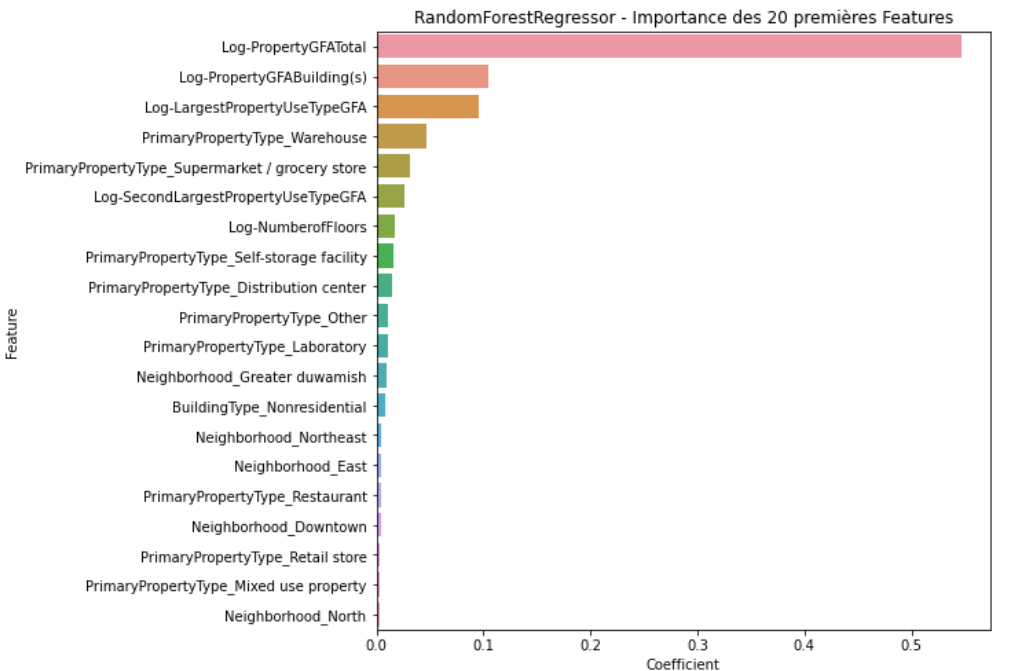 RandomForestRegressor - Importance des 20 premières Features
Log-PropertyGFATotal
Log-PropertyGFABuilding(s)
Log-LargestPropertyUseTypeGFA
PrimaryPropertyType_Warehouse
PrimaryPropertyType_Supermarket / grocery store
Log-SecondLargestPropertyUseTypeGFA
Log-NumberofFloors
PrimaryPropertyType_Self-storage facility
PrimaryPropertyType_Distribution center
PrimaryPropertyType_Other
PrimaryPropertyType_Laboratory
Neighborhood_Greater duwamish
BuildingType_Nonresidential
Neighborhood_Northeast
Neighborhood_East
PrimaryPropertyType_Restaurant
Neighborhood_Downtown
PrimaryPropertyType_Retail store
PrimaryPropertyType_Mixed use property
Neighborhood_North
Feature
0.0 0.1 0.2 0.3 0.4 0.5
Coefficient